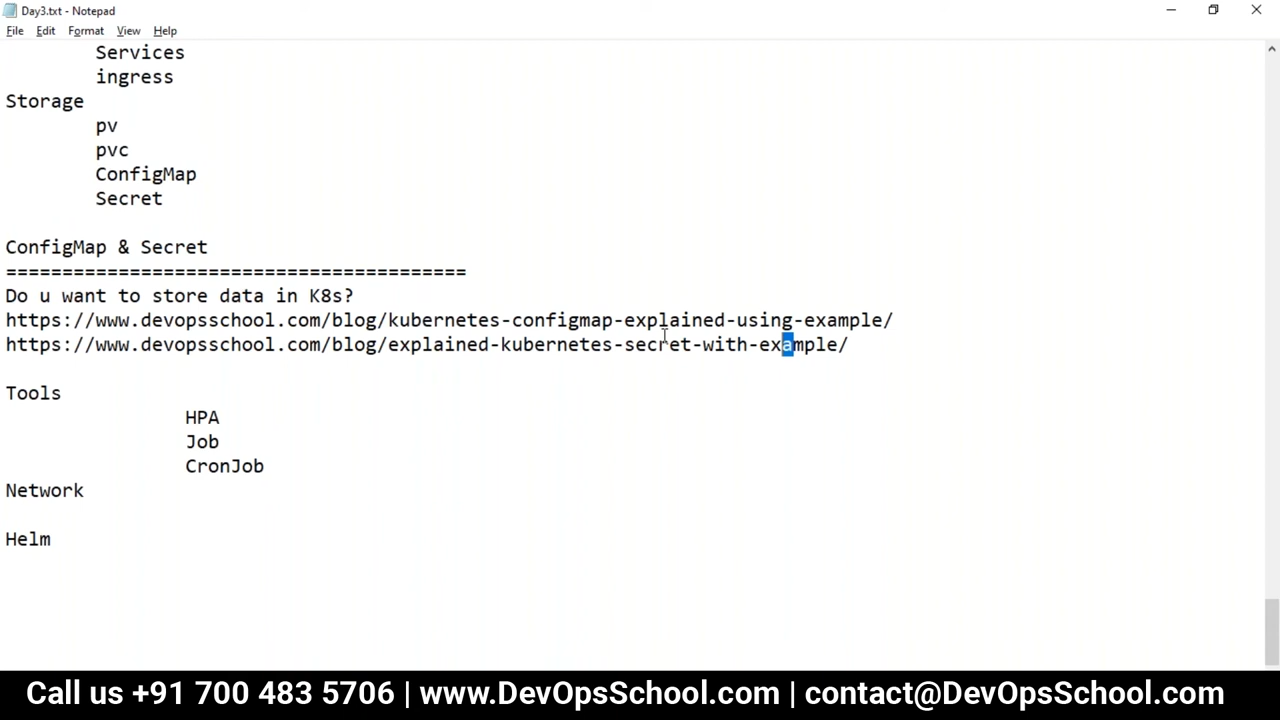 Day3.txt - Notepad
File Edit Format View Help
Services
ingress
Storage
pv
pvc
ConfigMap
Secret
ConfigMap & Secret
=========================================
Do u want to store data in K8s?
https://www.devopsschool.com/blog/kubernetes-configmap-explained-using-example/
https://www.devopsschool.com/blog/explained-kubernetes-secret-with-example/
Tools
HPA
Job
CronJob
Network
Helm
Call us +91 700 483 5706 | www.DevOpsSchool.com | contact@DevOpsSchool.com